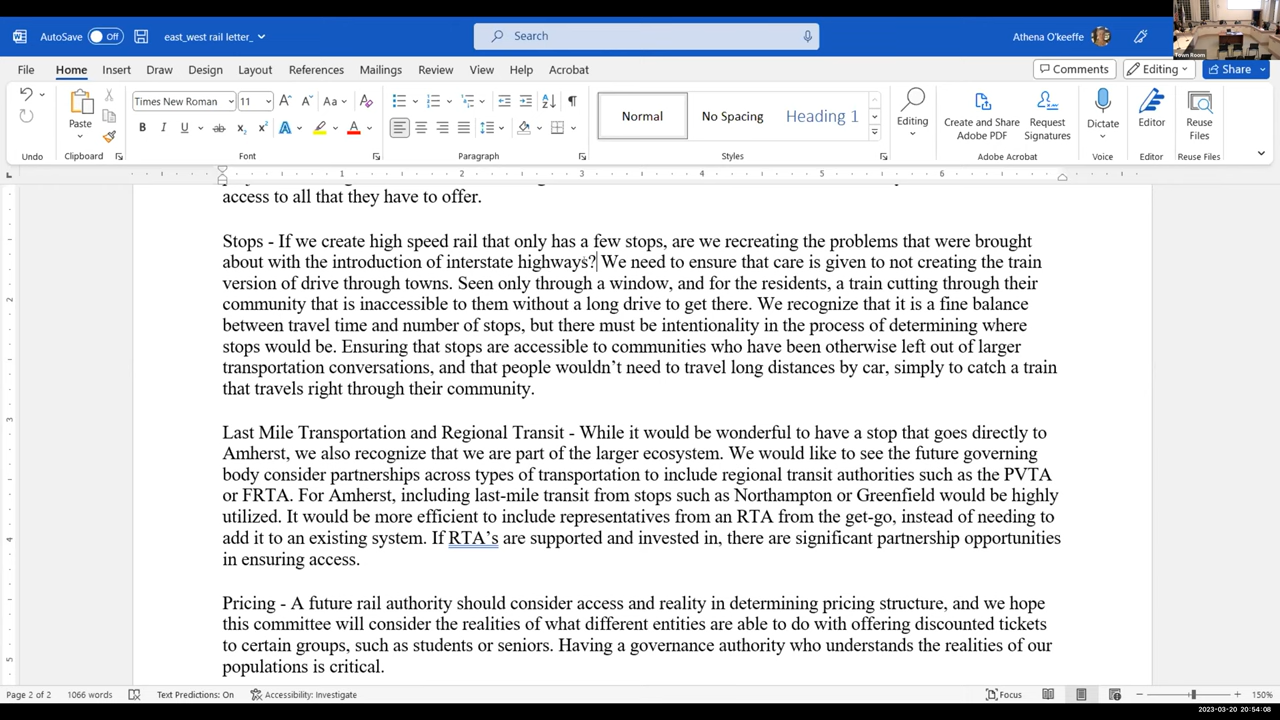 AutoSave Off east_west rail letter_ Search Athena O'keeffe
Town Room
File Home Insert Draw Design Layout References Mailings Review View Help Acrobat Comments Editing Share
Times New Roman 11 Aa Normal No Spacing Heading 1
Paste Editing Create and Share Adobe PDF Request Signatures Dictate Editor Reuse Files
Undo Clipboard Font Paragraph Styles Adobe Acrobat Voice Editor Reuse Files
1 2 3 4 5 6
access to all that they have to offer.
Stops - If we create high speed rail that only has a few stops, are we recreating the problems that were brought
about with the introduction of interstate highways? We need to ensure that care is given to not creating the train
version of drive through towns. Seen only through a window, and for the residents, a train cutting through their
community that is inaccessible to them without a long drive to get there. We recognize that it is a fine balance
between travel time and number of stops, but there must be intentionality in the process of determining where
stops would be. Ensuring that stops are accessible to communities who have been otherwise left out of larger
transportation conversations, and that people wouldn't need to travel long distances by car, simply to catch a train
that travels right through their community.
Last Mile Transportation and Regional Transit - While it would be wonderful to have a stop that goes directly to
Amherst, we also recognize that we are part of the larger ecosystem. We would like to see the future governing
body consider partnerships across types of transportation to include regional transit authorities such as the PVTA
or FRTA. For Amherst, including last-mile transit from stops such as Northampton or Greenfield would be highly
utilized. It would be more efficient to include representatives from an RTA from the get-go, instead of needing to
add it to an existing system. If RTA's are supported and invested in, there are significant partnership opportunities
in ensuring access.
Pricing - A future rail authority should consider access and reality in determining pricing structure, and we hope
this committee will consider the realities of what different entities are able to do with offering discounted tickets
to certain groups, such as students or seniors. Having a governance authority who understands the realities of our
populations is critical.
Page 2 of 2 1066 words Text Predictions: On Accessibility: Investigate Focus 150%
2023-03-20 20:54:08